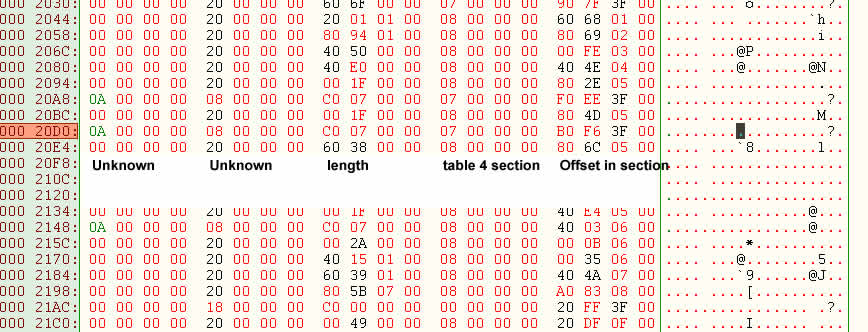 000 2030: 00 00 00 00 20 00 00 00 60 6F 00 00 07 00 00 00 90 7F 3F 00 .... ...`o........?.
000 2044: 00 00 00 00 20 00 00 00 20 01 01 00 08 00 00 00 60 68 01 00 .... ... .......`h..
000 2058: 00 00 00 00 20 00 00 00 80 94 01 00 08 00 00 00 80 69 02 00 .... ............i..
000 206C: 00 00 00 00 20 00 00 00 40 50 00 00 08 00 00 00 00 FE 03 00 .... ...@P..........
000 2080: 00 00 00 00 20 00 00 00 40 E0 00 00 08 00 00 00 40 4E 04 00 .... ...@.......@N..
000 2094: 00 00 00 00 20 00 00 00 00 1F 00 00 08 00 00 00 80 2E 05 00 .... ...............
000 20A8: 0A 00 00 00 08 00 00 00 C0 07 00 00 07 00 00 00 F0 EE 3F 00 ..................?.
000 20BC: 00 00 00 00 20 00 00 00 00 1F 00 00 08 00 00 00 80 4D 05 00 .... ............M..
000 20D0: 0A 00 00 00 08 00 00 00 C0 07 00 00 07 00 00 00 B0 F6 3F 00 ..................?.
000 20E4: 00 00 00 00 20 00 00 00 60 38 00 00 08 00 00 00 80 6C 05 00 .... ...`8.......l..
000 20F8:
Unknown Unknown length table 4 section Offset in section
000 210C:
000 2120:
000 2134: 00 00 00 00 20 00 00 00 00 1F 00 00 08 00 00 00 40 E4 05 00 .... ...........@...
000 2148: 0A 00 00 00 08 00 00 00 C0 07 00 00 08 00 00 00 40 03 06 00 ................@...
000 215C: 00 00 00 00 20 00 00 00 00 2A 00 00 08 00 00 00 00 0B 06 00 .... ....*..........
000 2170: 00 00 00 00 20 00 00 00 40 15 01 00 08 00 00 00 00 35 06 00 .... ...@........5..
000 2184: 00 00 00 00 20 00 00 00 60 39 01 00 08 00 00 00 40 4A 07 00 .... ...`9......@J..
000 2198: 00 00 00 00 20 00 00 00 80 5B 07 00 08 00 00 00 A0 83 08 00 .... ....[..........
000 21AC: 00 00 00 00 18 00 00 00 C0 00 00 00 00 00 00 00 20 FF 3F 00 ................ .?.
000 21C0: 00 00 00 00 20 00 00 00 00 49 00 00 08 00 00 00 20 DF 0F 00 .... ....I...... ...